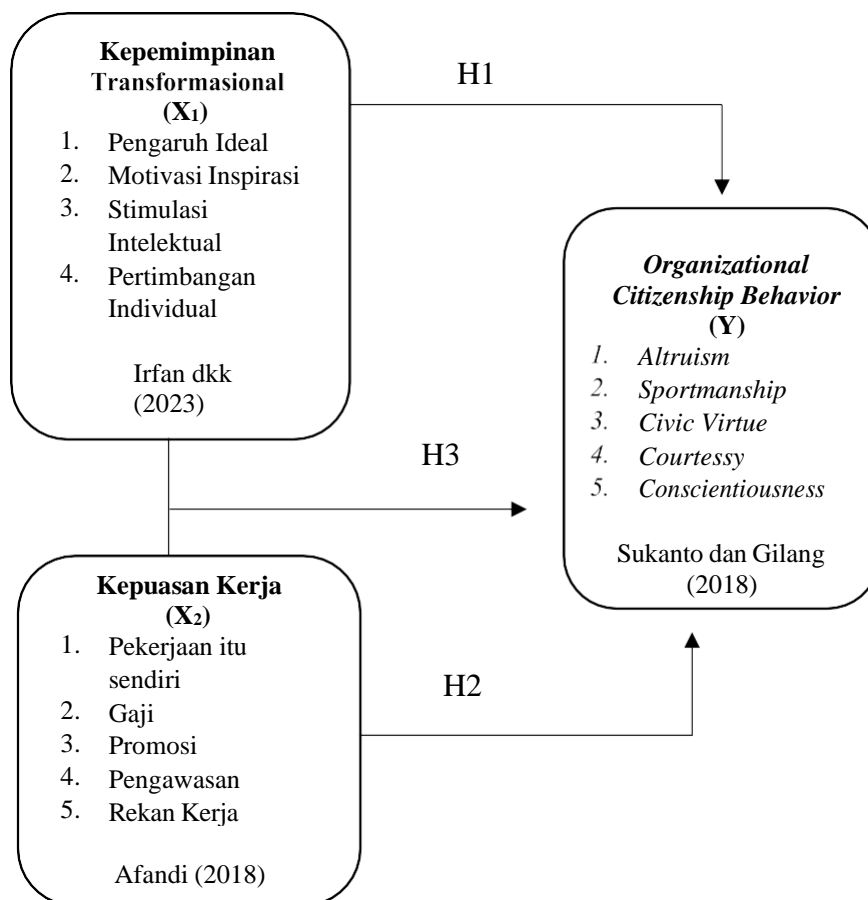 Kepemimpinan
Transformasional
(X1)
1. Pengaruh Ideal
2. Motivasi Inspirasi
3. Stimulasi
Intelektual
4. Pertimbangan
Individual
Irfan dkk
(2023)
H1
Organizational
Citizenship Behavior
(Y)
1. Altruism
2. Sportmanship
3. Civic Virtue
4. Courtessy
5. Conscientiousness
Sukanto dan Gilang
(2018)
H3
Kepuasan Kerja
(X2)
1. Pekerjaan itu
sendiri
2. Gaji
3. Promosi
4. Pengawasan
5. Rekan Kerja
Afandi (2018)
H2